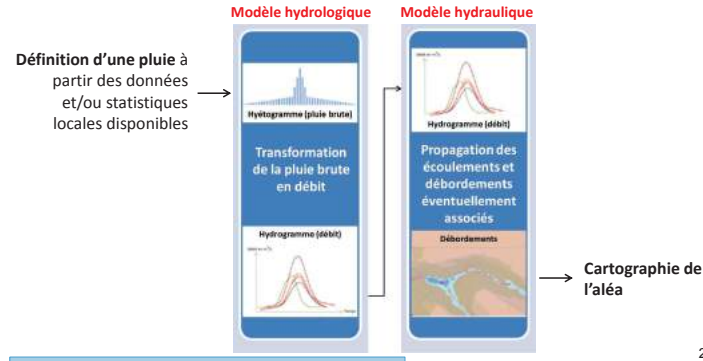 Modèle hydrologique
Modèle hydraulique
Définition d'une pluie à
partir des données
et/ou statistiques
locales disponibles
Hyétogramme (pluie brute)
Transformation
de la pluie brute
en débit
Hydrogramme (débit)
Hydrogramme (débit)
Propagation des
écoulements et
débordements
éventuellement
associés
Débordements
Cartographie de
l'aléa
2